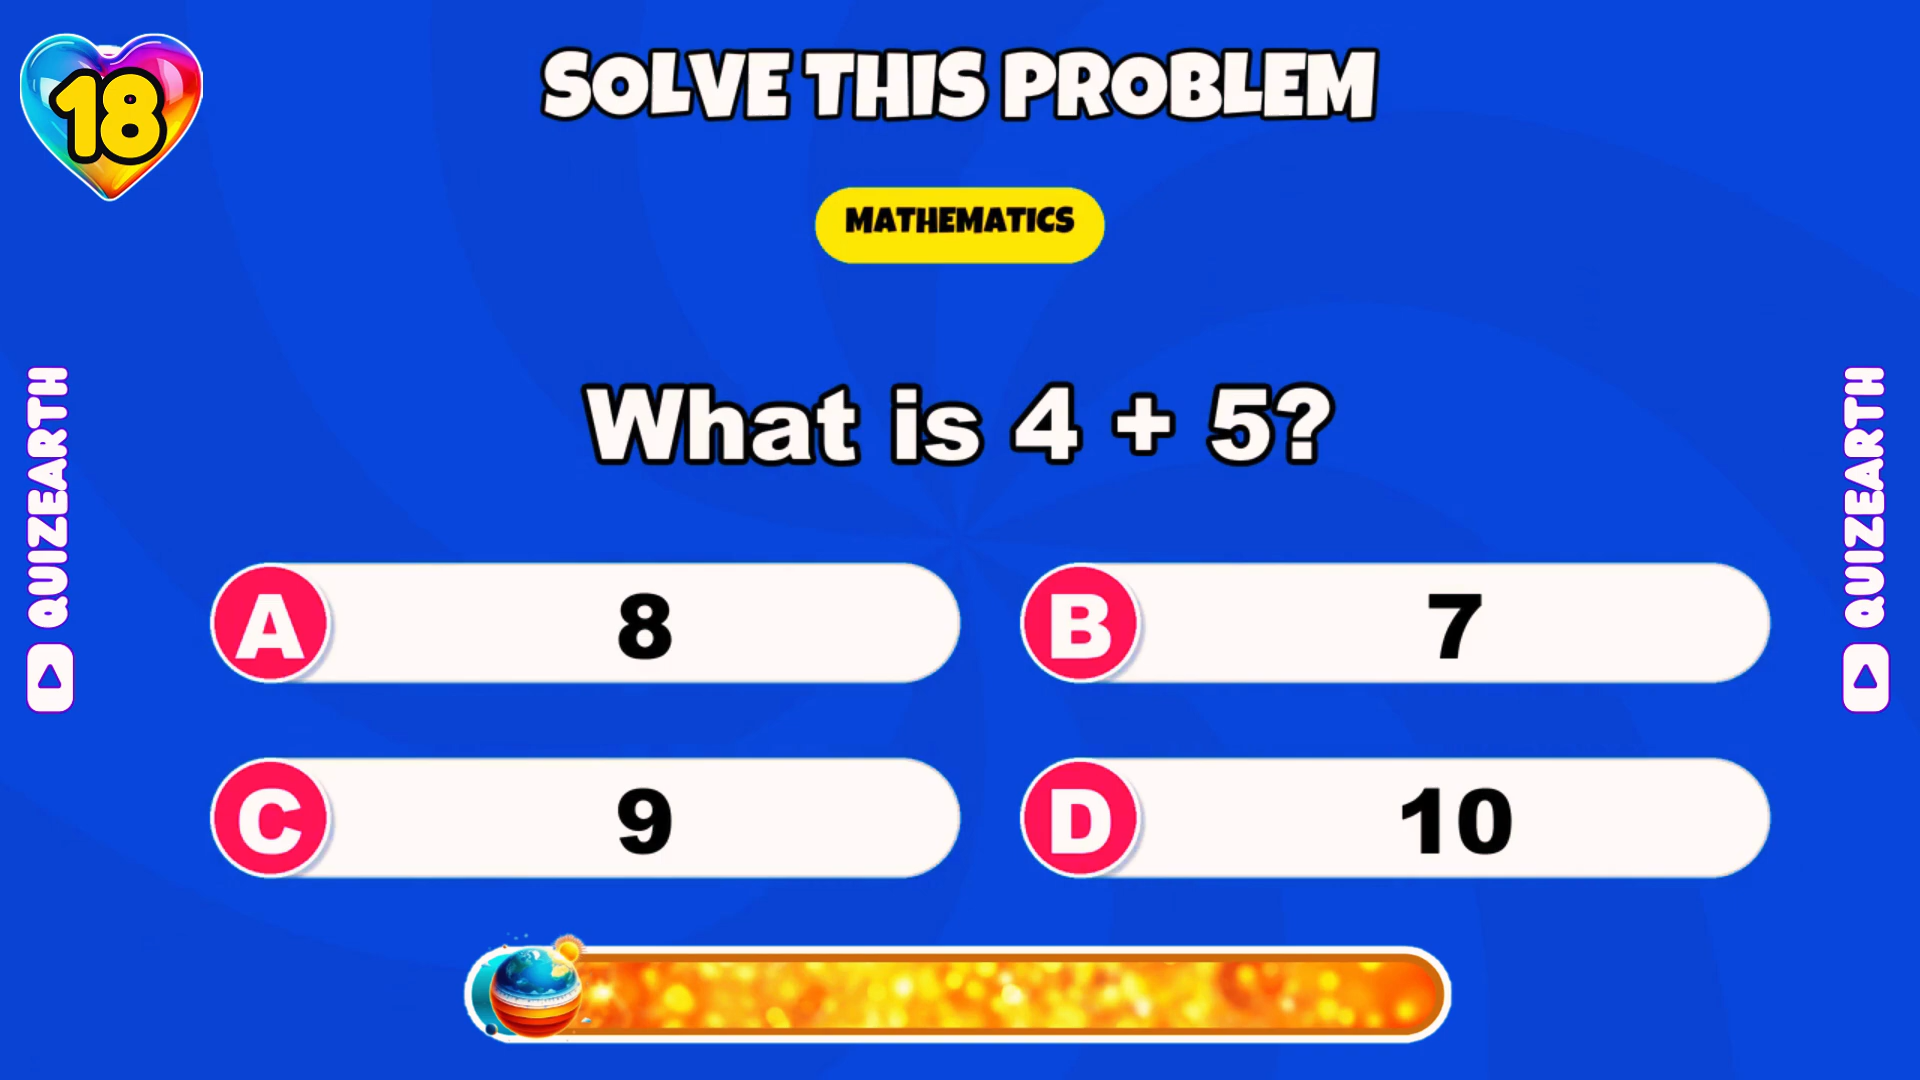 18
SOLVE THIS PROBLEM
MATHEMATICS
What is 4 + 5?
A 8
B 7
C 9
D 10
QUIZEARTH
QUIZEARTH